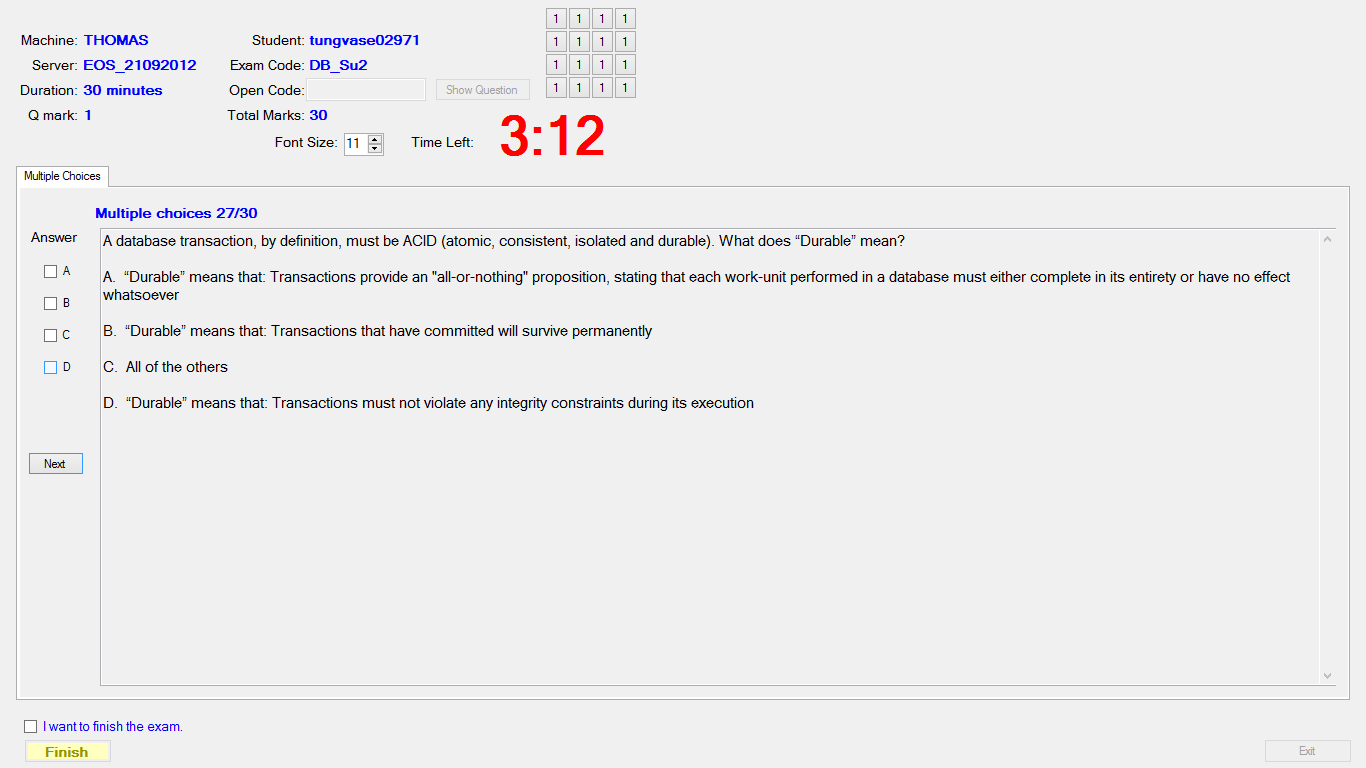 Machine: THOMAS Student: tungvase02971
Server: EOS_21092012 Exam Code: DB_Su2
Duration: 30 minutes Open Code: Show Question
Q mark: 1 Total Marks: 30
1 1 1 1
1 1 1 1
1 1 1 1
1 1 1 1
Font Size: 11 Time Left: 3:12
Multiple Choices
Multiple choices 27/30
Answer
A
B
C
D
Next
A database transaction, by definition, must be ACID (atomic, consistent, isolated and durable). What does “Durable” mean?
A.  “Durable” means that: Transactions provide an "all-or-nothing" proposition, stating that each work-unit performed in a database must either complete in its entirety or have no effect
whatsoever
B.  “Durable” means that: Transactions that have committed will survive permanently
C.  All of the others
D.  “Durable” means that: Transactions must not violate any integrity constraints during its execution
I want to finish the exam.
Finish
Exit